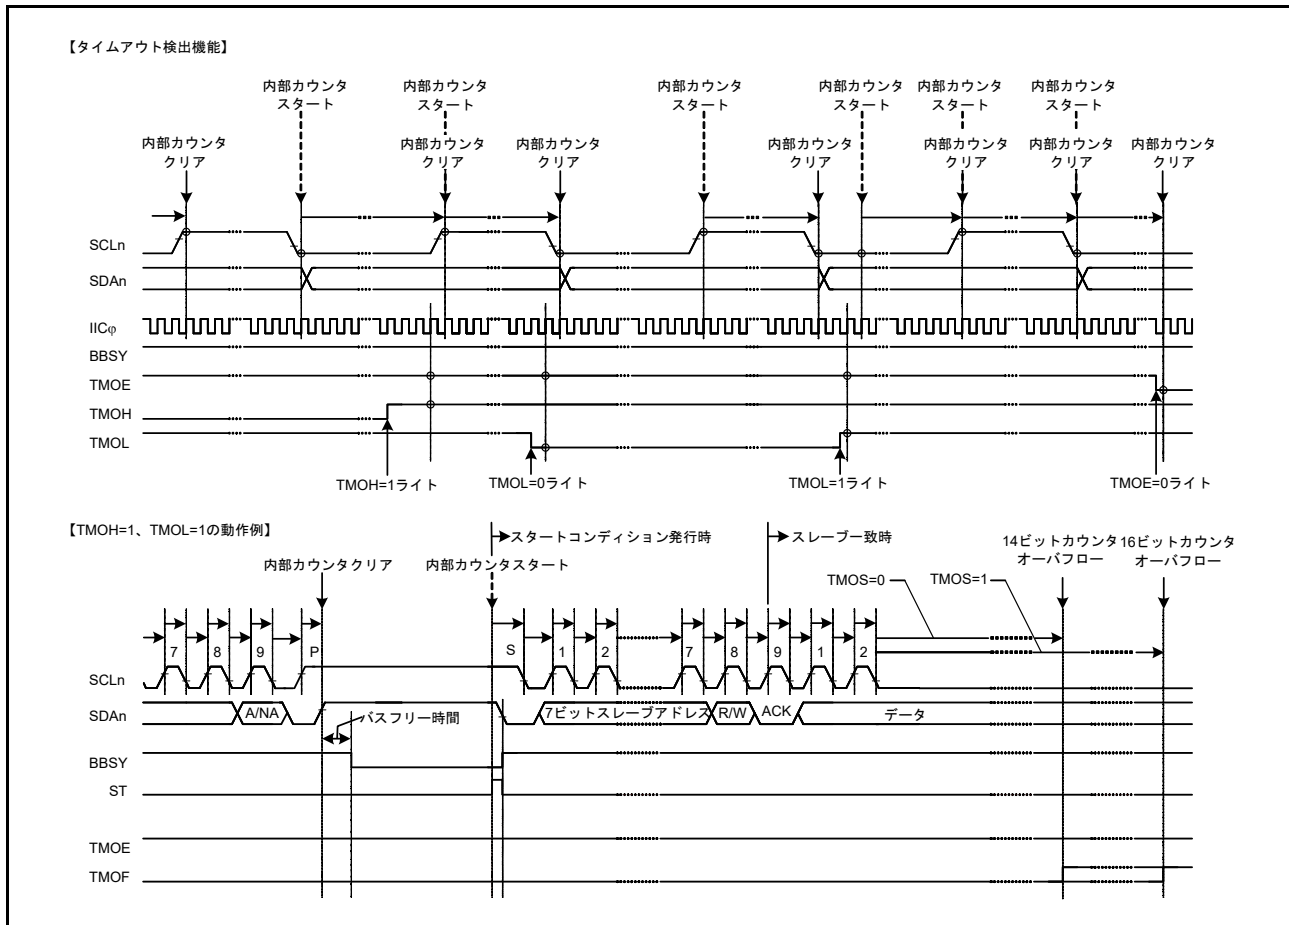 【タイムアウト検出機能】
内部カウンタ
スタート
内部カウンタ
スタート
内部カウンタ
スタート
内部カウンタ
スタート
内部カウンタ
スタート
内部カウンタ
スタート
内部カウンタ
クリア
内部カウンタ
クリア
内部カウンタ
クリア
内部カウンタ
クリア
内部カウンタ
クリア
内部カウンタ
クリア
内部カウンタ
クリア
SCLn
SDAn
IICφ
BBSY
TMOE
TMOH
TMOL
TMOH=1ライト
TMOL=0ライト
TMOL=1ライト
TMOE=0ライト
【TMOH=1、TMOL=1の動作例】
スタートコンディション発行時
スレーブ一致時
14ビットカウンタ
オーバフロー
16ビットカウンタ
オーバフロー
内部カウンタクリア
内部カウンタスタート
TMOS=0
TMOS=1
7 8 9 P S 1 2 7 8 9 1 2
SCLn
SDAn
A/NA
バスフリー時間
7ビットスレーブアドレス
R/W
ACK
データ
BBSY
ST
TMOE
TMOF